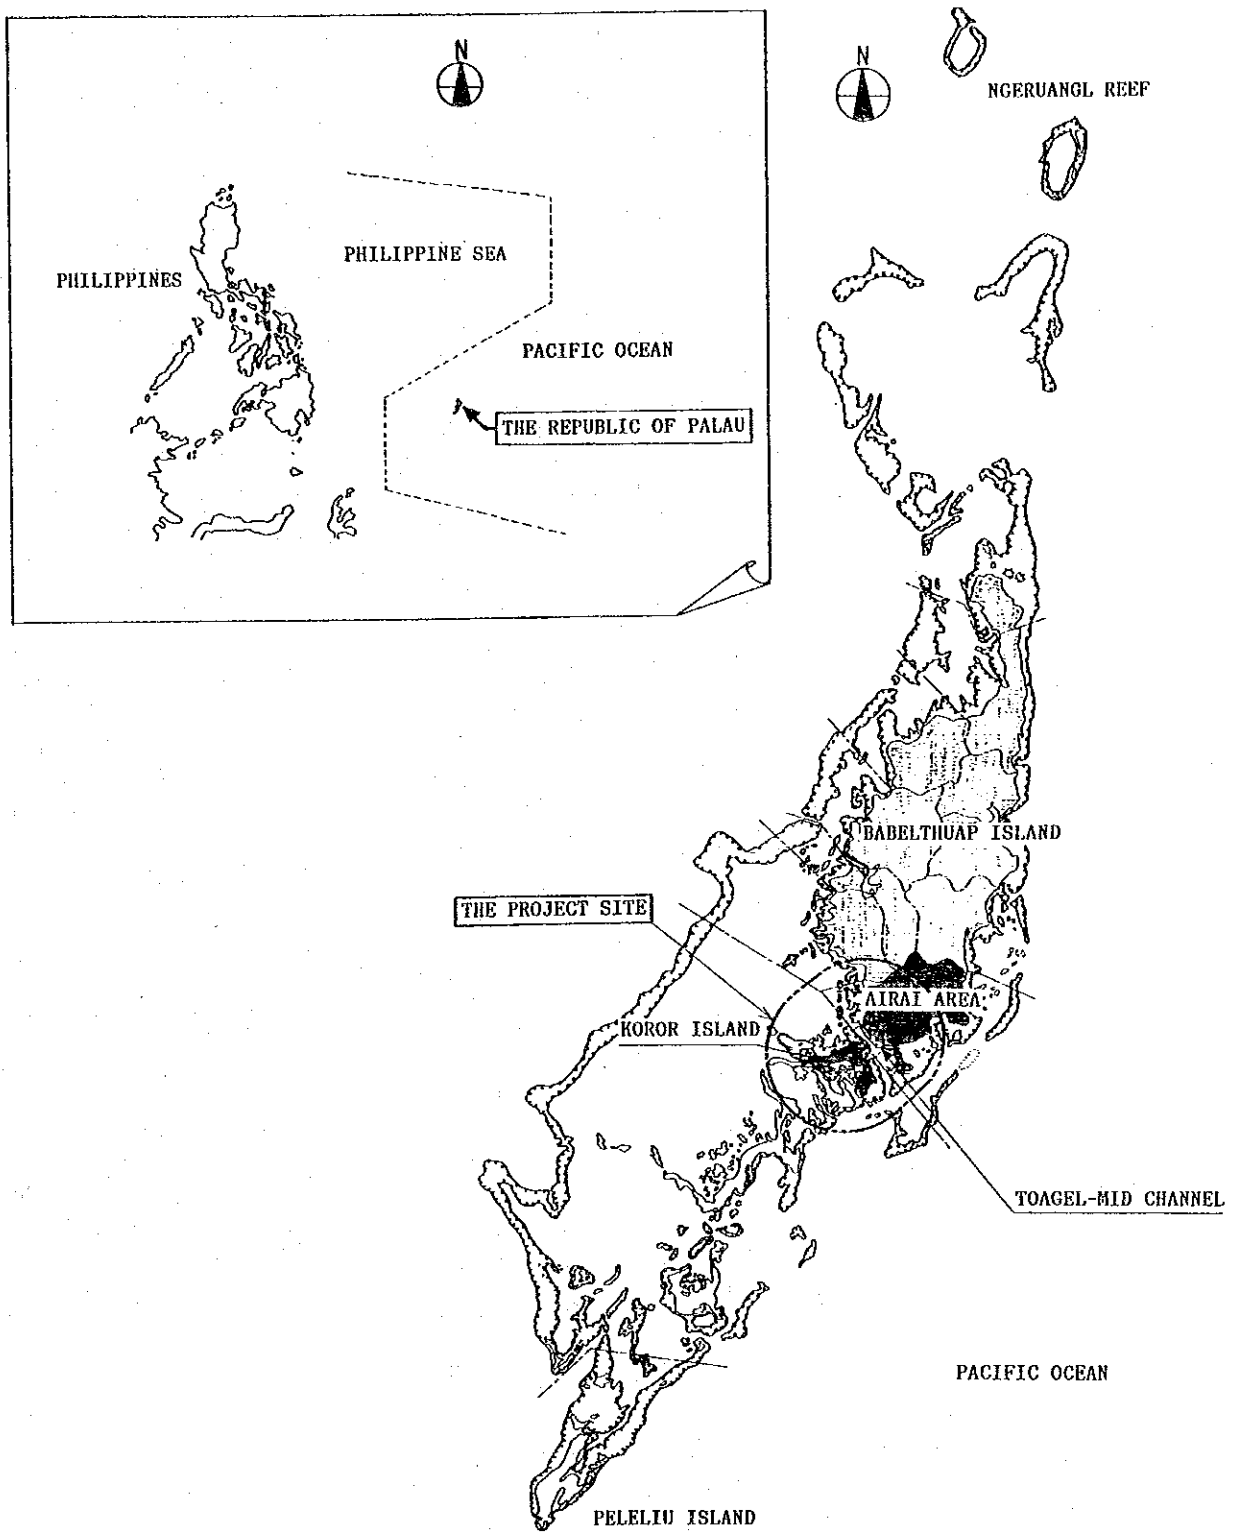 N
PHILIPPINE SEA
PHILIPPINES
PACIFIC OCEAN
THE REPUBLIC OF PALAU
N
NGERUANGL REEF
BABELTHUAP ISLAND
THE PROJECT SITE
AIRAI AREA
KOROR ISLAND
TOAGEL-MID CHANNEL
PACIFIC OCEAN
PELELIU ISLAND